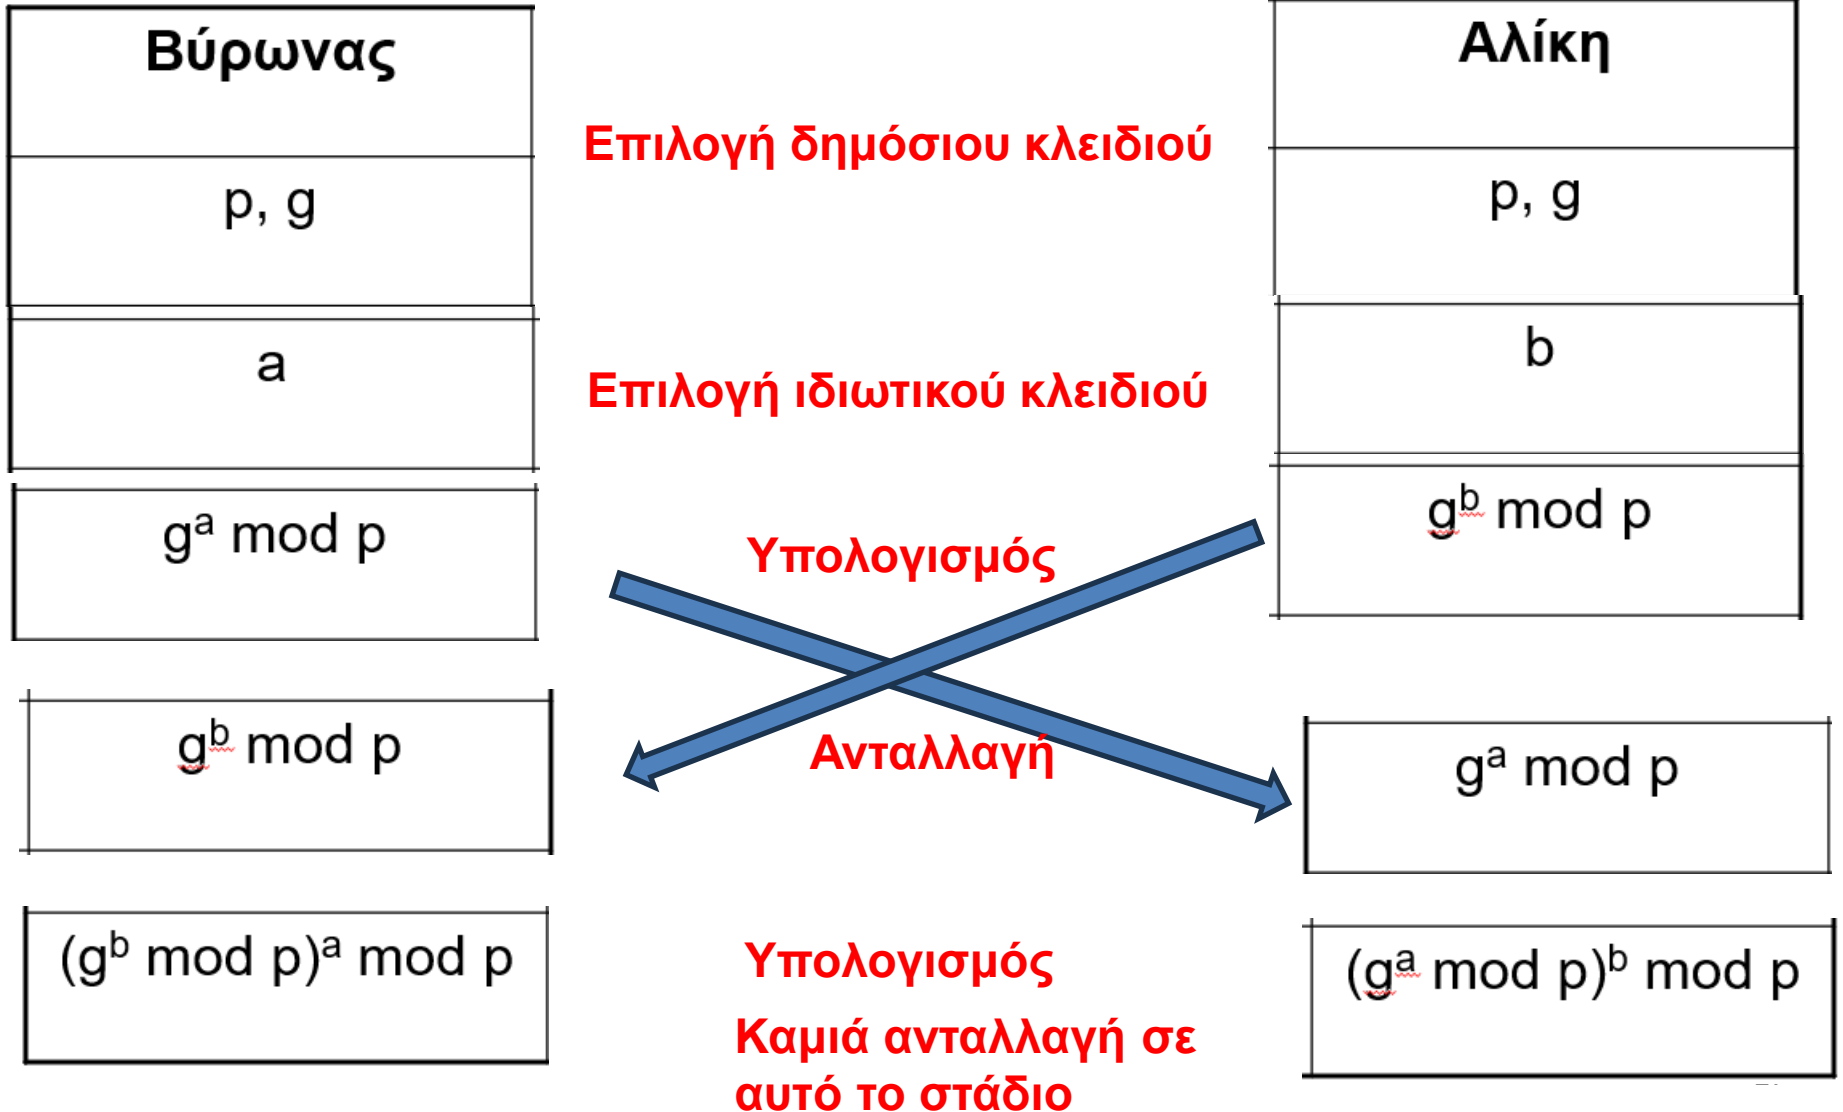 Βύρωνας
Αλίκη
Επιλογή δημόσιου κλειδιού
p, g
p, g
a
Επιλογή ιδιωτικού κλειδιού
b
gᵃ mod p
Υπολογισμός
gᵇ mod p
gᵇ mod p
Ανταλλαγή
gᵃ mod p
(gᵇ mod p)ᵃ mod p
Υπολογισμός
(gᵃ mod p)ᵇ mod p
Καμιά ανταλλαγή σε
αυτό το στάδιο